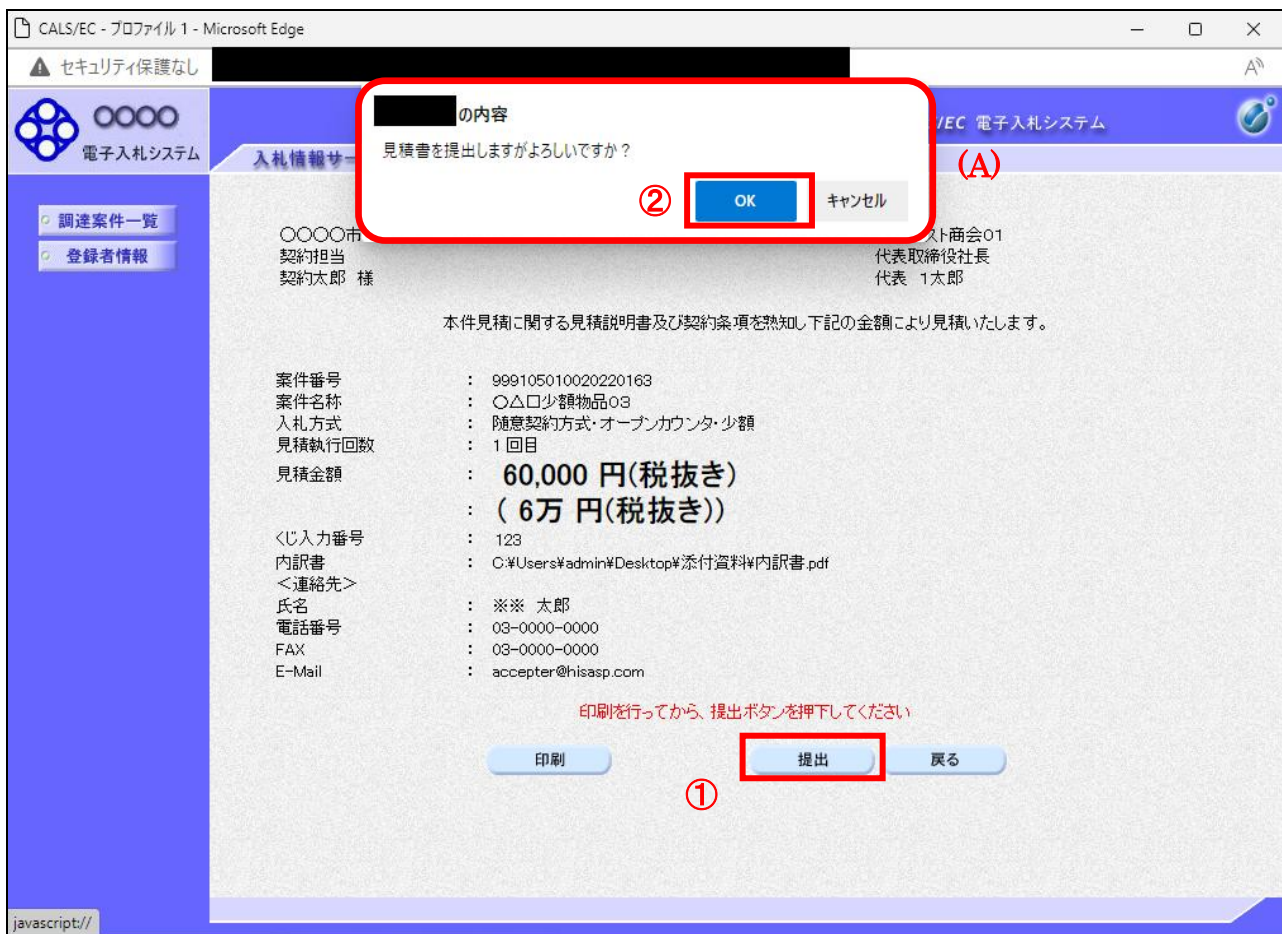 CALS/EC - プロファイル 1 - Microsoft Edge
セキュリティ保護なし
〇〇〇〇
電子入札システム
入札情報サー
/EC 電子入札システム
の内容
見積書を提出しますがよろしいですか？
② OK キャンセル
(A)
調達案件一覧
登録者情報
〇〇〇〇市
契約担当
契約太郎 様
スト商会01
代表取締役社長
代表 1太郎
本件見積に関する見積説明書及び契約条項を熟知し下記の金額により見積いたします。
案件番号 : 999105010020220163
案件名称 : 〇△口少額物品03
入札方式 : 随意契約方式・オープンカウンタ・少額
見積執行回数 : 1回目
見積金額 : 60,000 円(税抜き)
: ( 6万 円(税抜き))
くじ入力番号 : 123
内訳書 : C:¥Users¥admin¥Desktop¥添付資料¥内訳書.pdf
＜連絡先＞
氏名 : ※※ 太郎
電話番号 : 03-0000-0000
FAX : 03-0000-0000
E-Mail : accepter@hisasp.com
印刷を行ってから、提出ボタンを押下してください
印刷 提出 戻る
①
javascript://